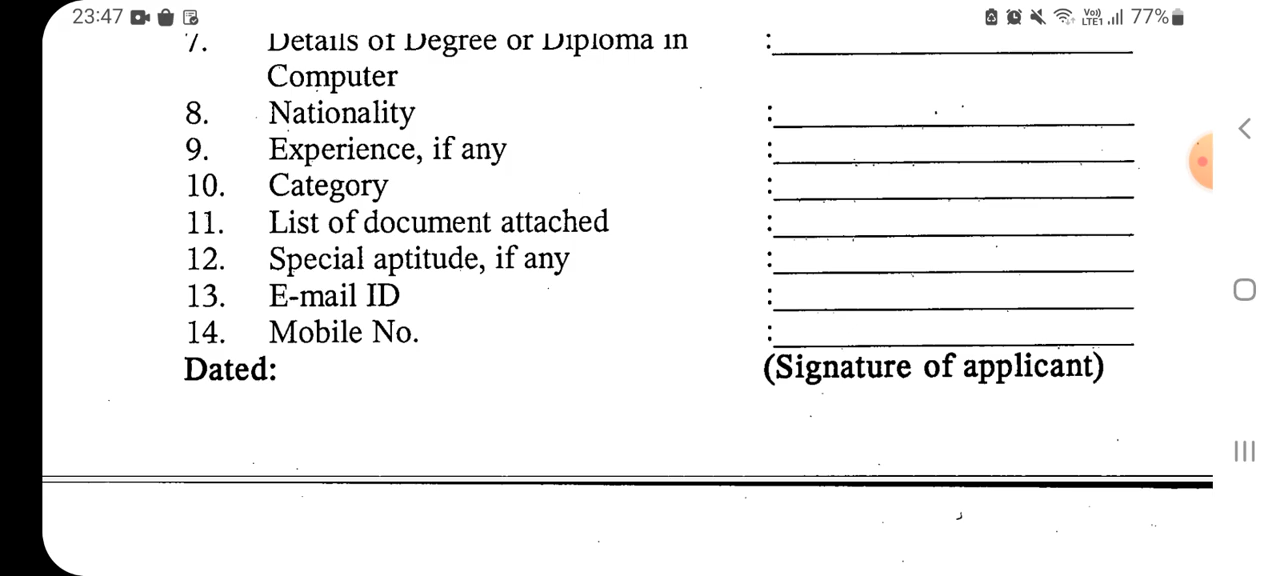 23:47 Vo)) LTE1 77%
7. Details of Degree or Diploma in :
Computer
8. Nationality :
9. Experience, if any :
10. Category :
11. List of document attached :
12. Special aptitude, if any :
13. E-mail ID :
14. Mobile No. :
Dated: (Signature of applicant)